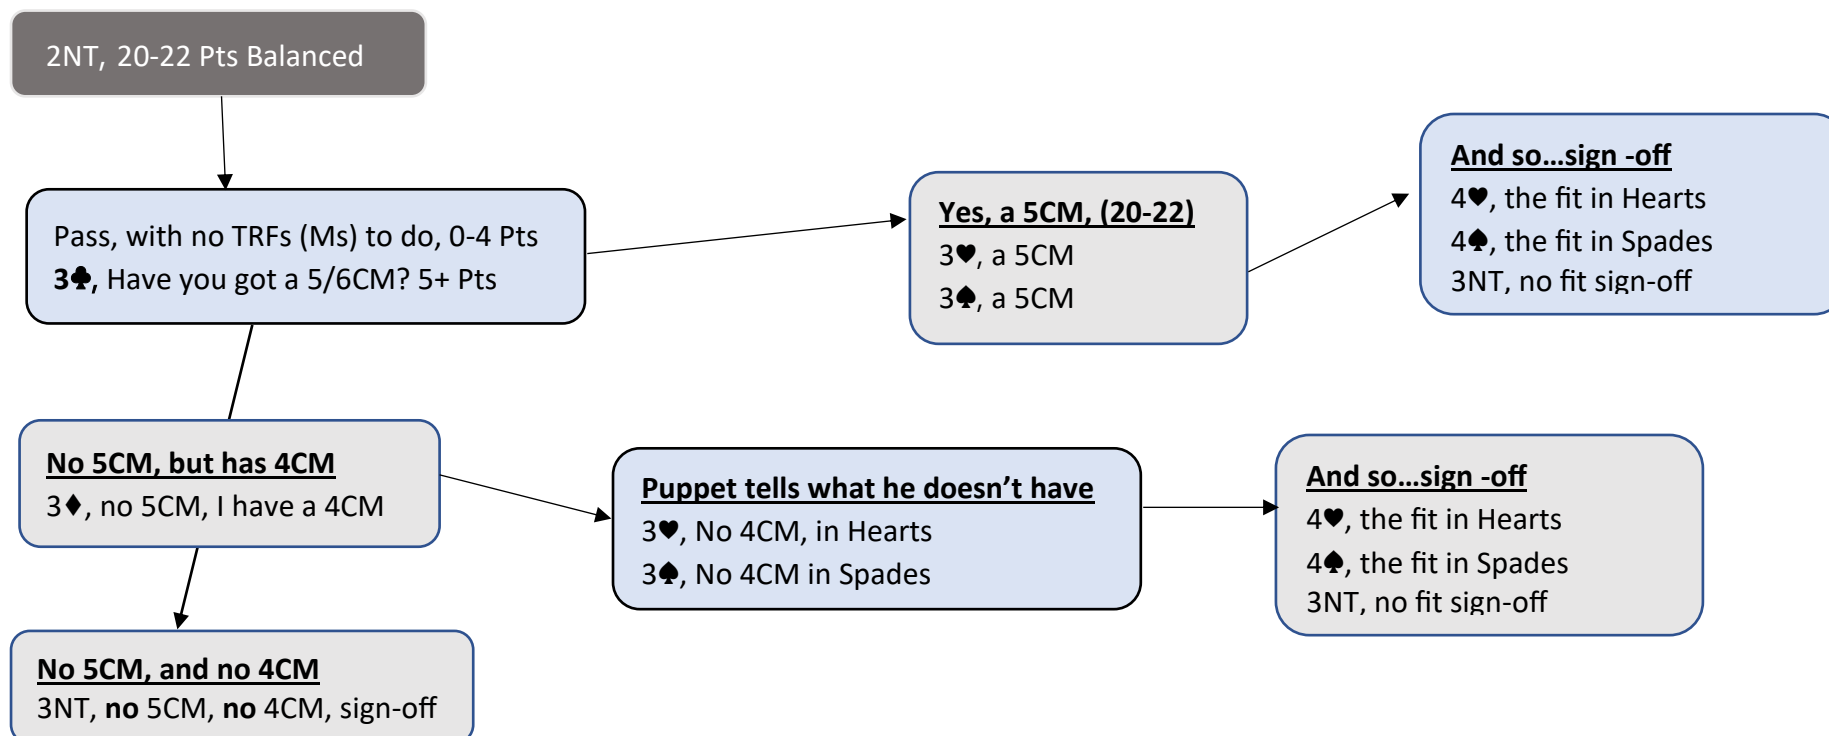 2NT, 20-22 Pts Balanced
Pass, with no TRFs (Ms) to do, 0-4 Pts
3♣, Have you got a 5/6CM? 5+ Pts
Yes, a 5CM, (20-22)
3♥, a 5CM
3♠, a 5CM
And so...sign -off
4♥, the fit in Hearts
4♠, the fit in Spades
3NT, no fit sign-off
No 5CM, but has 4CM
3♦, no 5CM, I have a 4CM
Puppet tells what he doesn’t have
3♥, No 4CM, in Hearts
3♠, No 4CM in Spades
And so...sign -off
4♥, the fit in Hearts
4♠, the fit in Spades
3NT, no fit sign-off
No 5CM, and no 4CM
3NT, no 5CM, no 4CM, sign-off